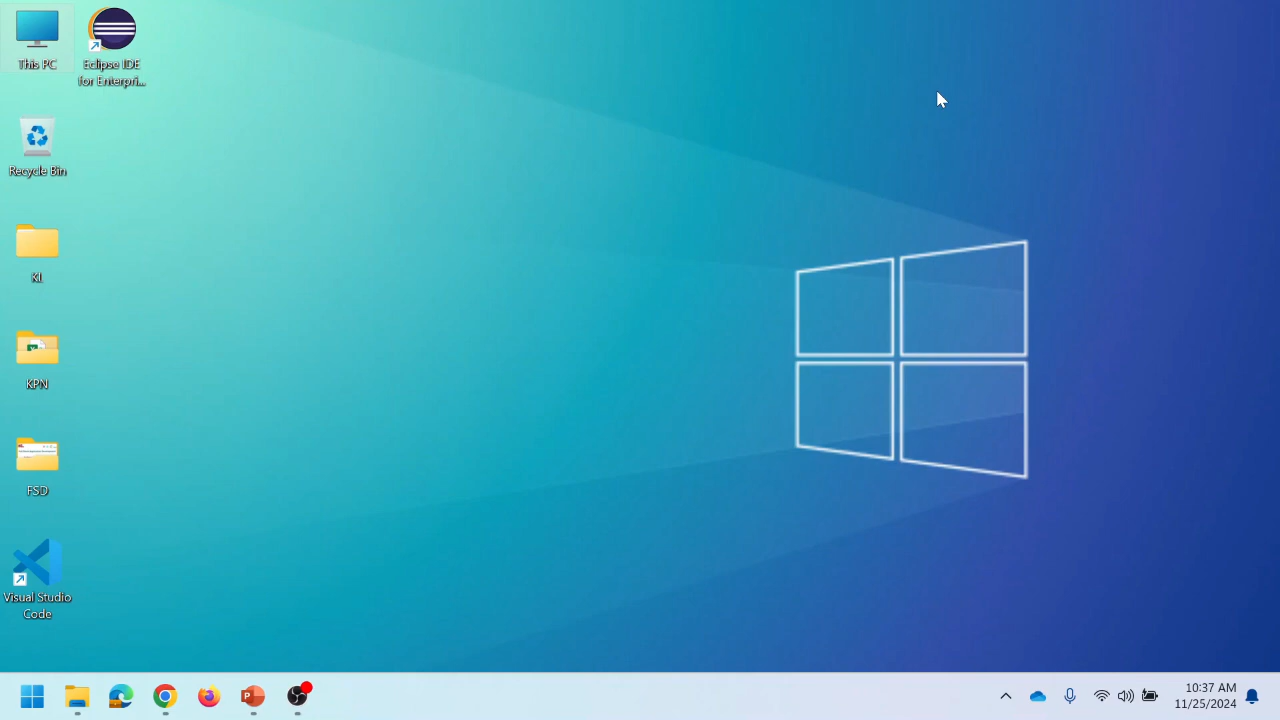 This PC
Eclipse IDE
for Enterpri...
Recycle Bin
KL
KPN
FSD
Visual Studio
Code
10:37 AM
11/25/2024